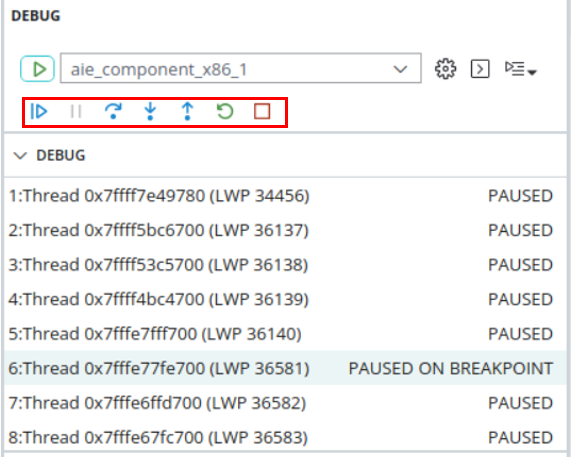 DEBUG
aie_component_x86_1
DEBUG
1:Thread 0x7ffff7e49780 (LWP 34456) PAUSED
2:Thread 0x7ffff5bc6700 (LWP 36137) PAUSED
3:Thread 0x7ffff53c5700 (LWP 36138) PAUSED
4:Thread 0x7ffff4bc4700 (LWP 36139) PAUSED
5:Thread 0x7fffe7fff700 (LWP 36140) PAUSED
6:Thread 0x7fffe77fe700 (LWP 36581) PAUSED ON BREAKPOINT
7:Thread 0x7fffe6ffd700 (LWP 36582) PAUSED
8:Thread 0x7fffe67fc700 (LWP 36583) PAUSED